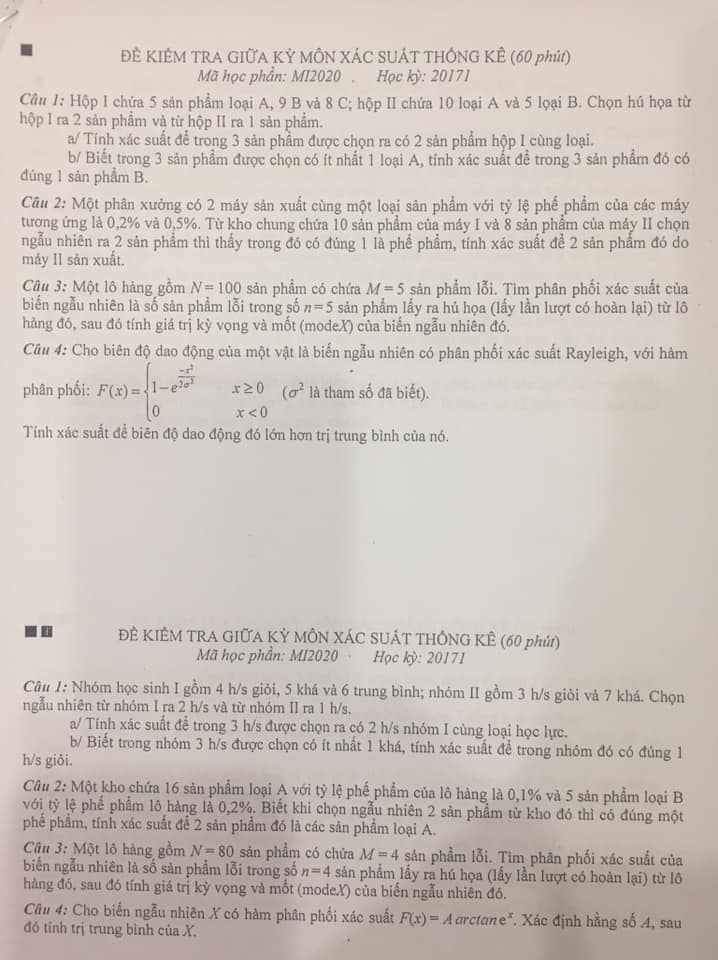 ĐỀ KIỂM TRA GIỮA KỲ MÔN XÁC SUẤT THỐNG KÊ (60 phút)
Mã học phần: MI2020 . Học kỳ: 20171
Câu 1: Hộp I chứa 5 sản phẩm loại A, 9 B và 8 C; hộp II chứa 10 loại A và 5 lọai B. Chọn hú họa từ
hộp I ra 2 sản phẩm và từ hộp II ra 1 sản phẩm.
a/ Tính xác suất để trong 3 sản phẩm được chọn ra có 2 sản phẩm hộp I cùng loại.
b/ Biết trong 3 sản phẩm được chọn có ít nhất 1 loại A, tính xác suất để trong 3 sản phẩm đó có
đúng 1 sản phẩm B.
Câu 2: Một phân xưởng có 2 máy sản xuất cùng một loại sản phẩm với tỷ lệ phế phẩm của các máy
tương ứng là 0,2% và 0,5%. Từ kho chung chứa 10 sản phẩm của máy I và 8 sản phẩm của máy II chọn
ngẫu nhiên ra 2 sản phẩm thì thấy trong đó có đúng 1 là phế phẩm, tính xác suất để 2 sản phẩm đó do
máy II sản xuất.
Câu 3: Một lô hàng gồm N = 100 sản phẩm có chứa M = 5 sản phẩm lỗi. Tìm phân phối xác suất của
biến ngẫu nhiên là số sản phẩm lỗi trong số n = 5 sản phẩm lấy ra hú họa (lấy lần lượt có hoàn lại) từ lô
hàng đó, sau đó tính giá trị kỳ vọng và mốt (modeX) của biến ngẫu nhiên đó.
Câu 4: Cho biên độ dao động của một vật là biến ngẫu nhiên có phân phối xác suất Rayleigh, với hàm
phân phối: F(x) = { 1 − e^(−x²/2σ²) x ≥ 0 (σ² là tham số đã biết).
0 x < 0
Tính xác suất để biên độ dao động đó lớn hơn trị trung bình của nó.
ĐỀ KIỂM TRA GIỮA KỲ MÔN XÁC SUẤT THỐNG KÊ (60 phút)
Mã học phần: MI2020 Học kỳ: 20171
Câu 1: Nhóm học sinh I gồm 4 h/s giỏi, 5 khá và 6 trung bình; nhóm II gồm 3 h/s giỏi và 7 khá. Chọn
ngẫu nhiên từ nhóm I ra 2 h/s và từ nhóm II ra 1 h/s.
a/ Tính xác suất để trong 3 h/s được chọn ra có 2 h/s nhóm I cùng loại học lực.
b/ Biết trong nhóm 3 h/s được chọn có ít nhất 1 khá, tính xác suất để trong nhóm đó có đúng 1
h/s giỏi.
Câu 2: Một kho chứa 16 sản phẩm loại A với tỷ lệ phế phẩm của lô hàng là 0,1% và 5 sản phẩm loại B
với tỷ lệ phế phẩm lô hàng là 0,2%. Biết khi chọn ngẫu nhiên 2 sản phẩm từ kho đó thì có đúng một
phế phẩm, tính xác suất để 2 sản phẩm đó là các sản phẩm loại A.
Câu 3: Một lô hàng gồm N = 80 sản phẩm có chứa M = 4 sản phẩm lỗi. Tìm phân phối xác suất của
biến ngẫu nhiên là số sản phẩm lỗi trong số n = 4 sản phẩm lấy ra hú họa (lấy lần lượt có hoàn lại) từ lô
hàng đó, sau đó tính giá trị kỳ vọng và mốt (modeX) của biến ngẫu nhiên đó.
Câu 4: Cho biến ngẫu nhiên X có hàm phân phối xác suất F(x) = A arctan eˣ. Xác định hằng số A, sau
đó tính trị trung bình của X.